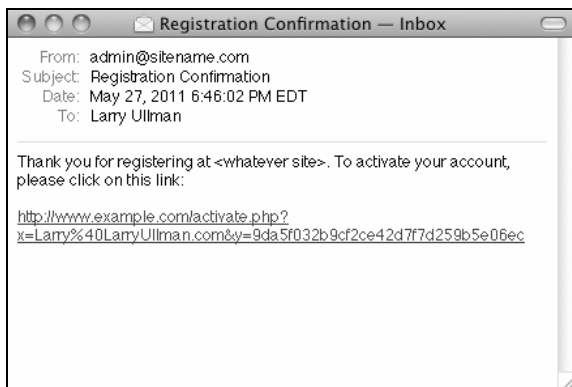 Registration Confirmation — Inbox
From: admin@sitename.com
Subject: Registration Confirmation
Date: May 27, 2011 6:46:02 PM EDT
To: Larry Ullman
Thank you for registering at <whatever site>. To activate your account,
please click on this link:
http://www.example.com/activate.php?
x=Larry%40LarryUllman.com&y=9da5f032b9cf2ce42d7f7d259b5e06ec